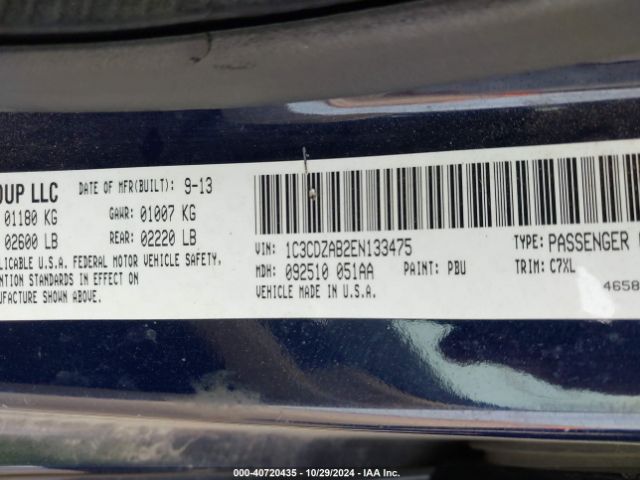 OUP LLC DATE OF MFR(BUILT): 9-13
01180 KG GAWR: 01007 KG
02600 LB REAR: 02220 LB
PLICABLE U.S.A. FEDERAL MOTOR VEHICLE SAFETY,
NTION STANDARDS IN EFFECT ON
UFACTURE SHOWN ABOVE.
VIN: 1C3CDZAB2EN133475 TYPE: PASSENGER
MDH: 092510 051AA PAINT: PBU TRIM: C7XL
VEHICLE MADE IN U.S.A.
4658
000-40720435 - 10/29/2024 - IAA Inc.